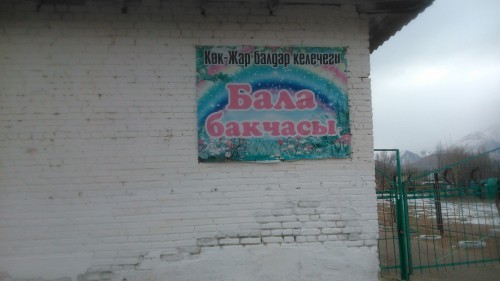 Көк-Жар балдар келечеги
Бала
бакчасы